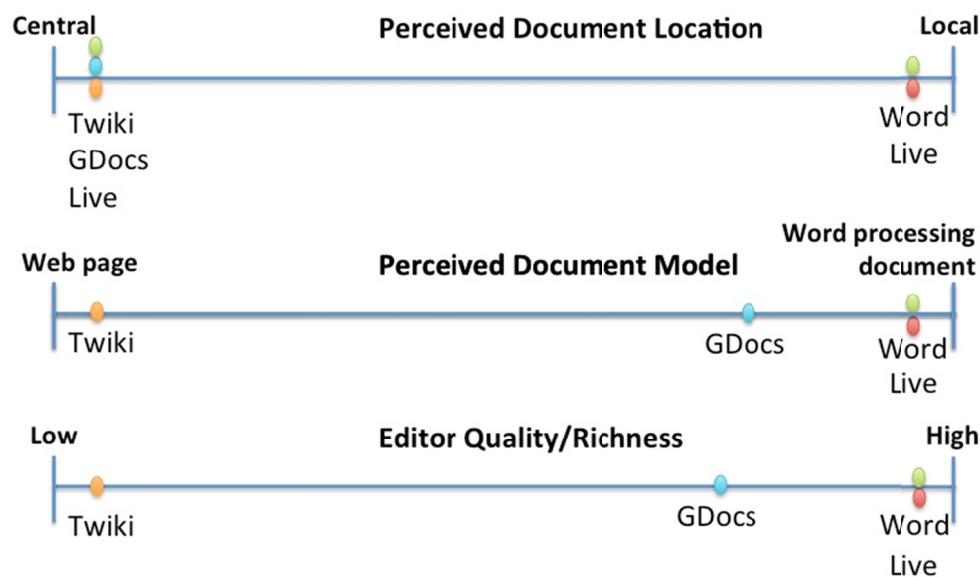 Central
Perceived Document Location
Local
Twiki
GDocs
Live
Word
Live
Web page
Perceived Document Model
Word processing
document
Twiki
GDocs
Word
Live
Low
Editor Quality/Richness
High
Twiki
GDocs
Word
Live